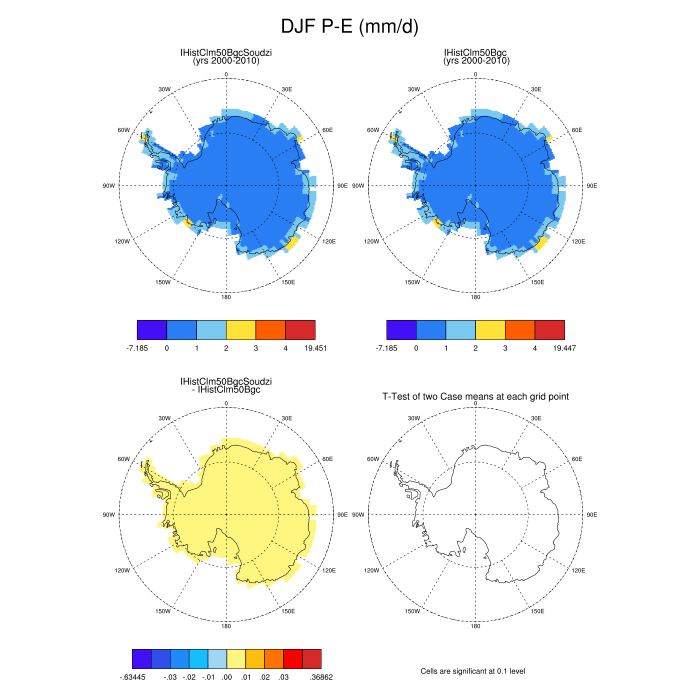 DJF P-E (mm/d)
IHistClm50BgcSoudzi
(yrs 2000-2010)
0
30W 30E
60W 60E
90W 90E
120W 120E
150W 150E
180
-7.185 0 1 2 3 4 19.451
IHistClm50Bgc
(yrs 2000-2010)
0
30W 30E
60W 60E
90W 90E
120W 120E
150W 150E
180
-7.185 0 1 2 3 4 19.447
IHistClm50BgcSoudzi
- IHistClm50Bgc
0
30W 30E
60W 60E
90W 90E
120W 120E
150W 150E
180
-.63445 -.03 -.02 -.01 .00 .01 .02 .03 .36862
T-Test of two Case means at each grid point
0
30W 30E
60W 60E
90W 90E
120W 120E
150W 150E
180
Cells are significant at 0.1 level